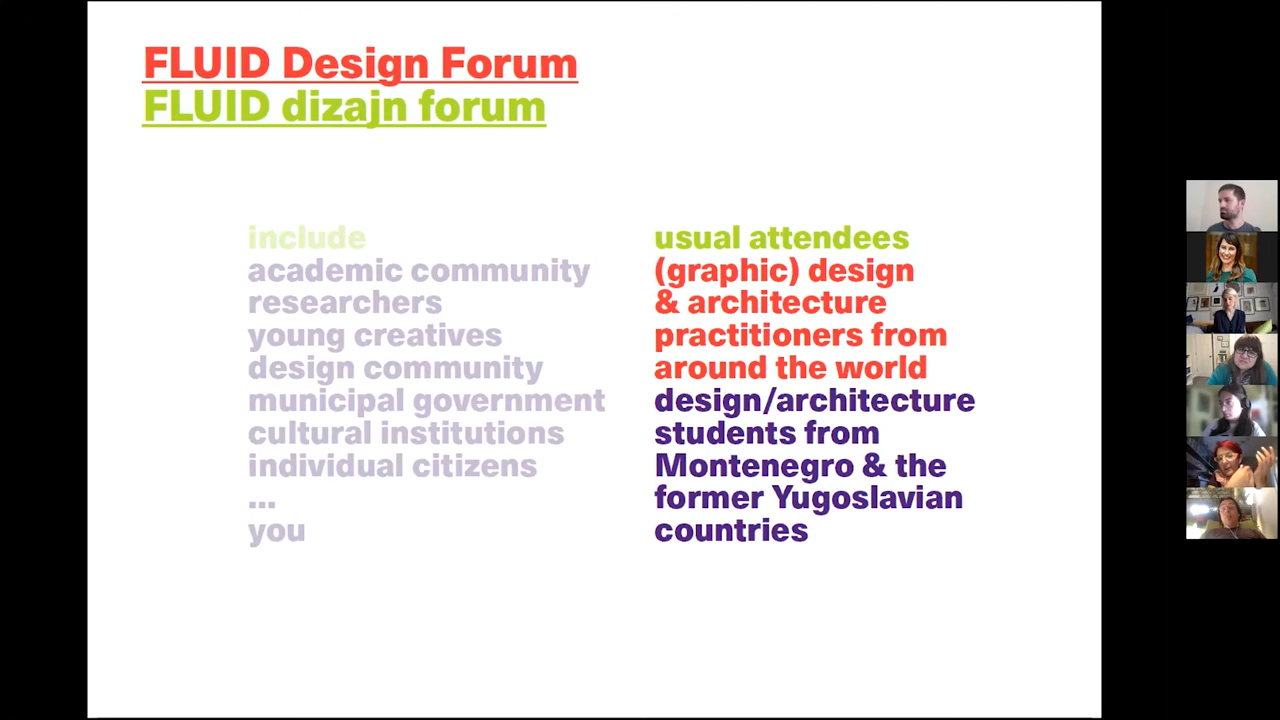 FLUID Design Forum
FLUID dizajn forum
include
academic community
researchers
young creatives
design community
municipal government
cultural institutions
individual citizens
...
you
usual attendees
(graphic) design
& architecture
practitioners from
around the world
design/architecture
students from
Montenegro & the
former Yugoslavian
countries